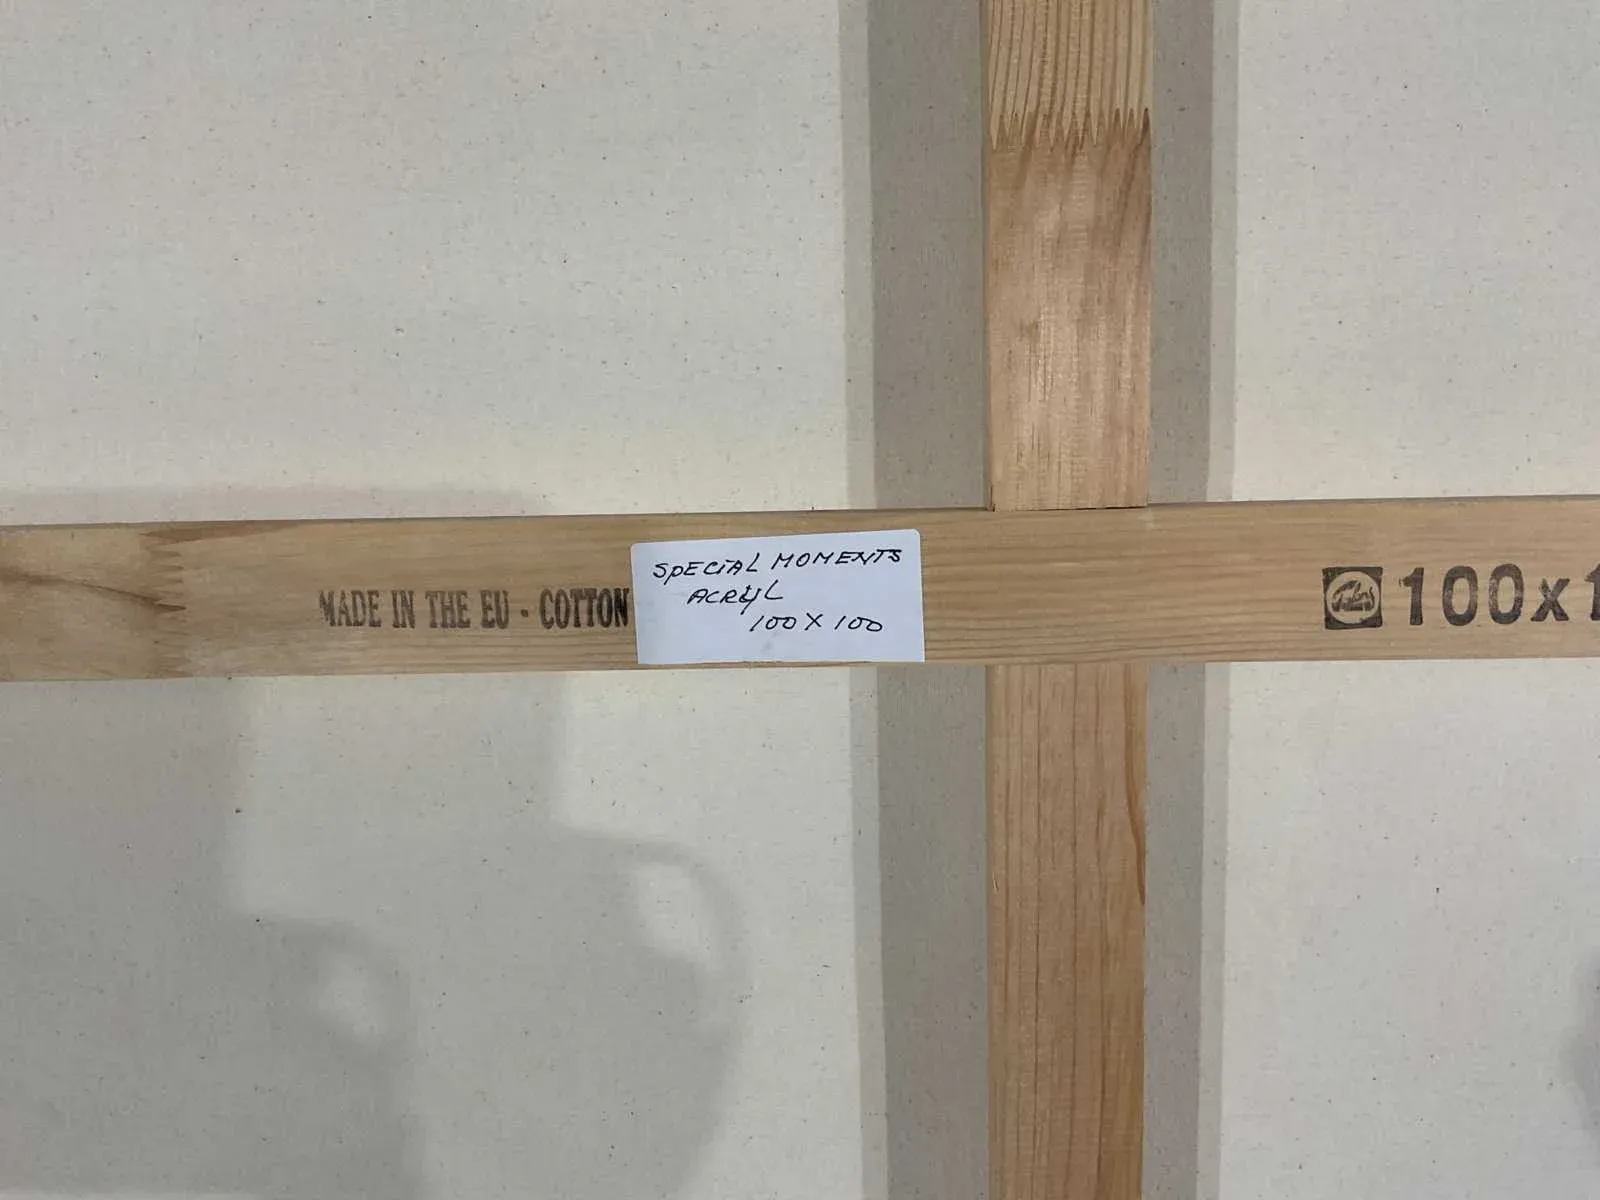 SPECIAL MOMENTS
ACRYL
100 X 100
MADE IN THE EU - COTTON
100x1